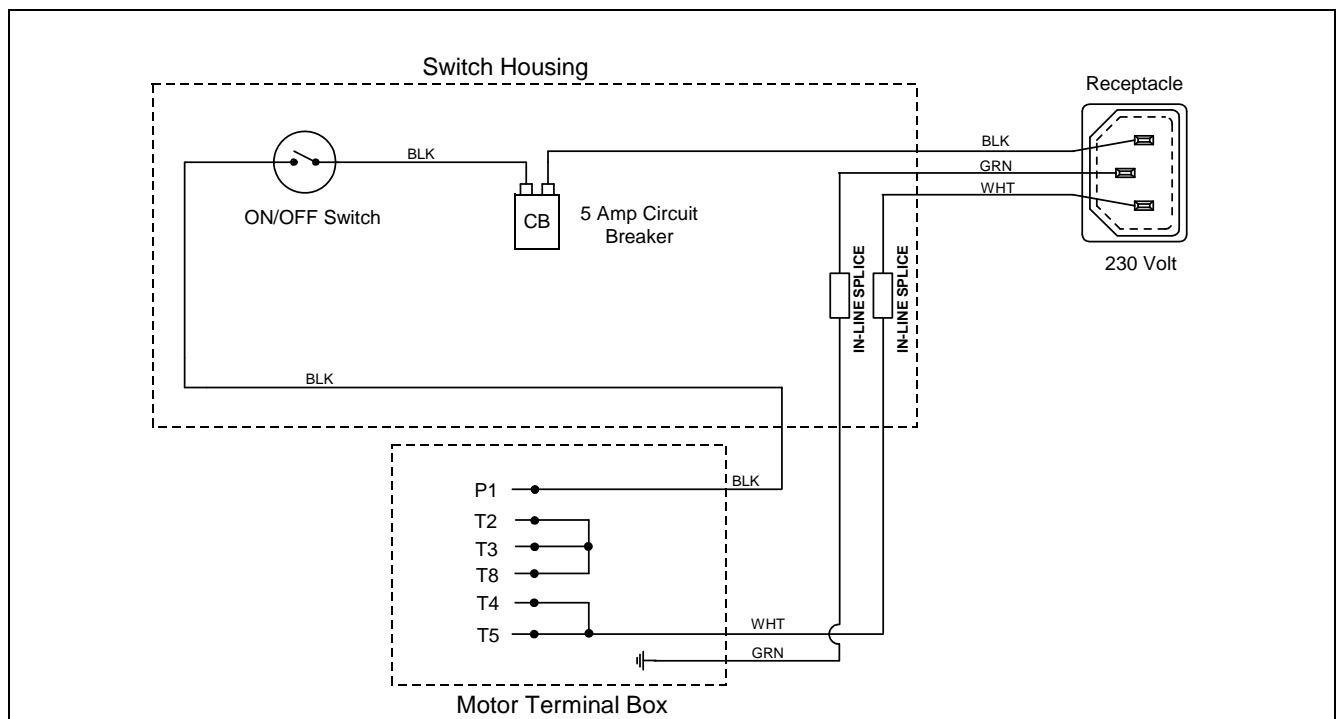 Switch Housing
Receptacle
BLK
BLK
GRN
WHT
ON/OFF Switch
CB
5 Amp Circuit
Breaker
230 Volt
IN-LINE SPLICE
IN-LINE SPLICE
BLK
P1
BLK
T2
T3
T8
T4
T5
WHT
GRN
Motor Terminal Box